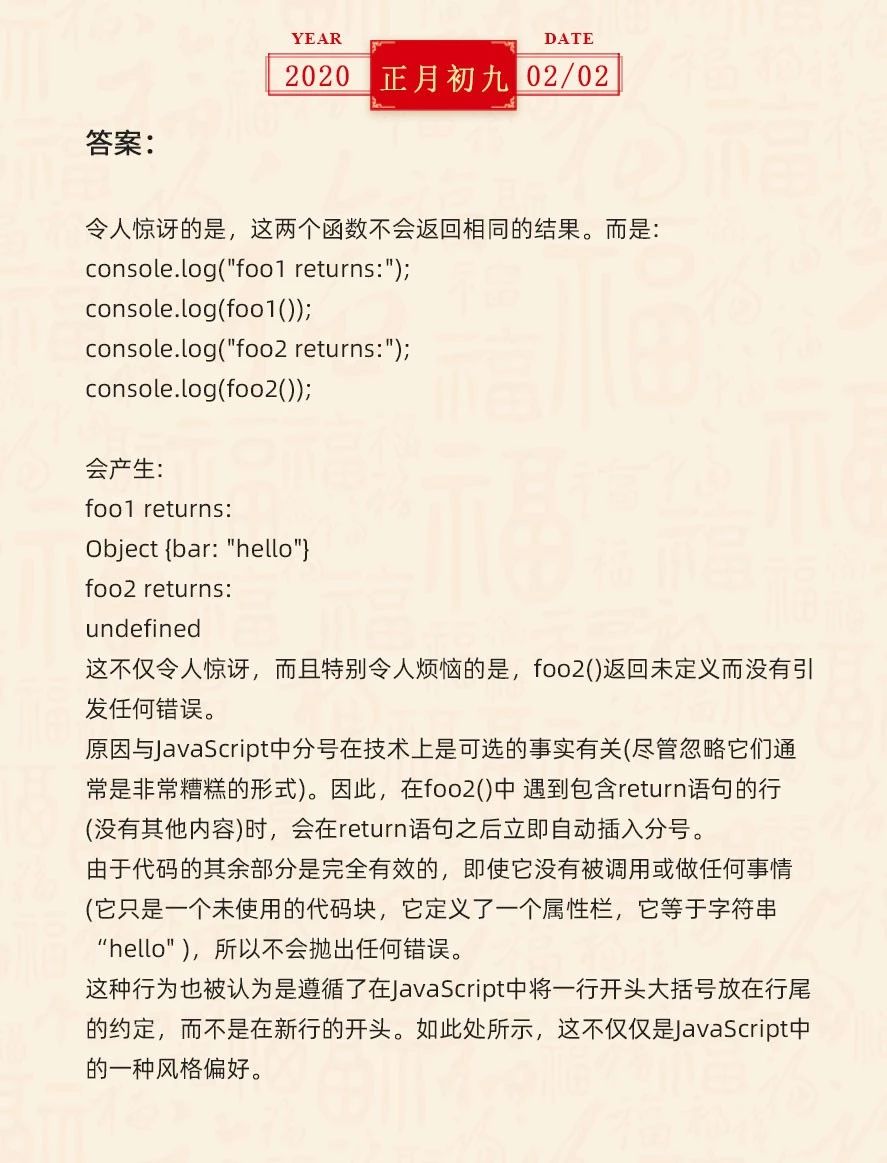 YEAR
DATE
2020
正月初九
02/02
答案：
令人惊讶的是，这两个函数不会返回相同的结果。而是：
console.log("foo1 returns:");
console.log(foo1());
console.log("foo2 returns:");
console.log(foo2());
会产生：
foo1 returns:
Object {bar: "hello"}
foo2 returns:
undefined
这不仅令人惊讶，而且特别令人烦恼的是，foo2()返回未定义而没有引
发任何错误。
原因与JavaScript中分号在技术上是可选的事实有关(尽管忽略它们通
常是非常糟糕的形式)。因此，在foo2()中 遇到包含return语句的行
(没有其他内容)时，会在return语句之后立即自动插入分号。
由于代码的其余部分是完全有效的，即使它没有被调用或做任何事情
(它只是一个未使用的代码块，它定义了一个属性栏，它等于字符串
“hello" )，所以不会抛出任何错误。
这种行为也被认为是遵循了在JavaScript中将一行开头大括号放在行尾
的约定，而不是在新行的开头。如此处所示，这不仅仅是JavaScript中
的一种风格偏好。